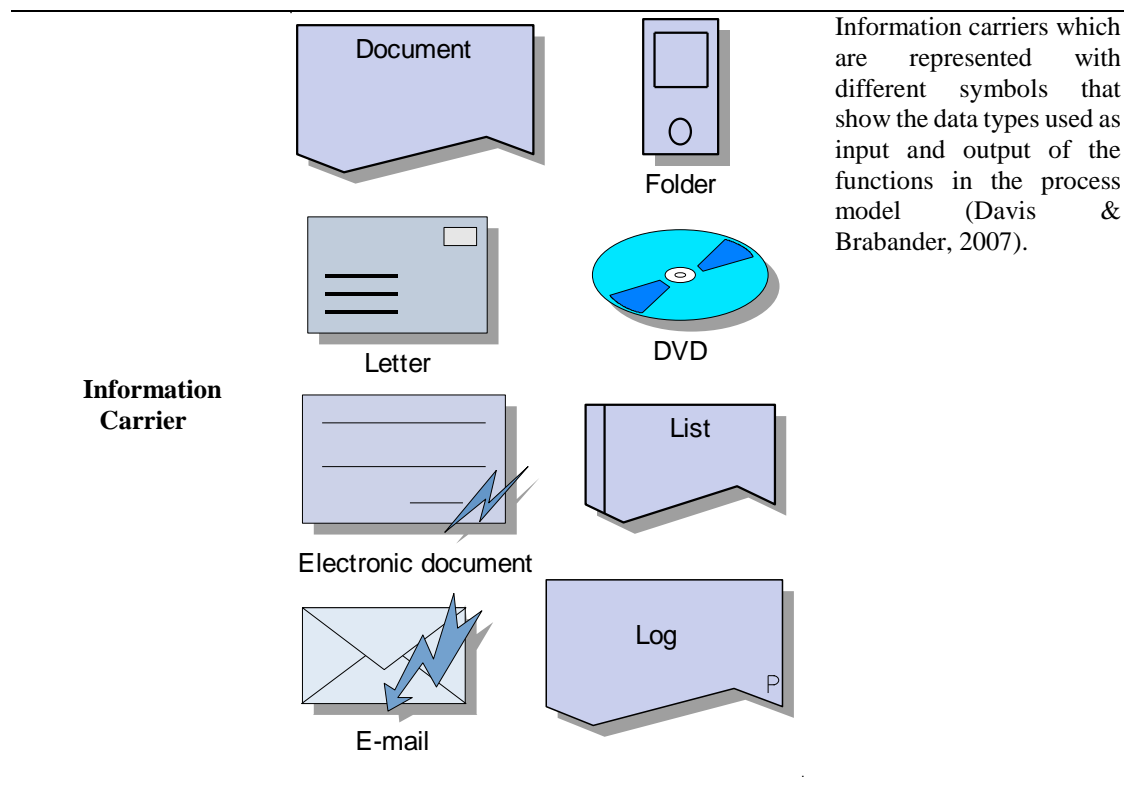 Information
Carrier
Document
Folder
Letter
DVD
Electronic document
List
E-mail
Log
P
Information carriers which
are represented with
different symbols that
show the data types used as
input and output of the
functions in the process
model (Davis &
Brabander, 2007).